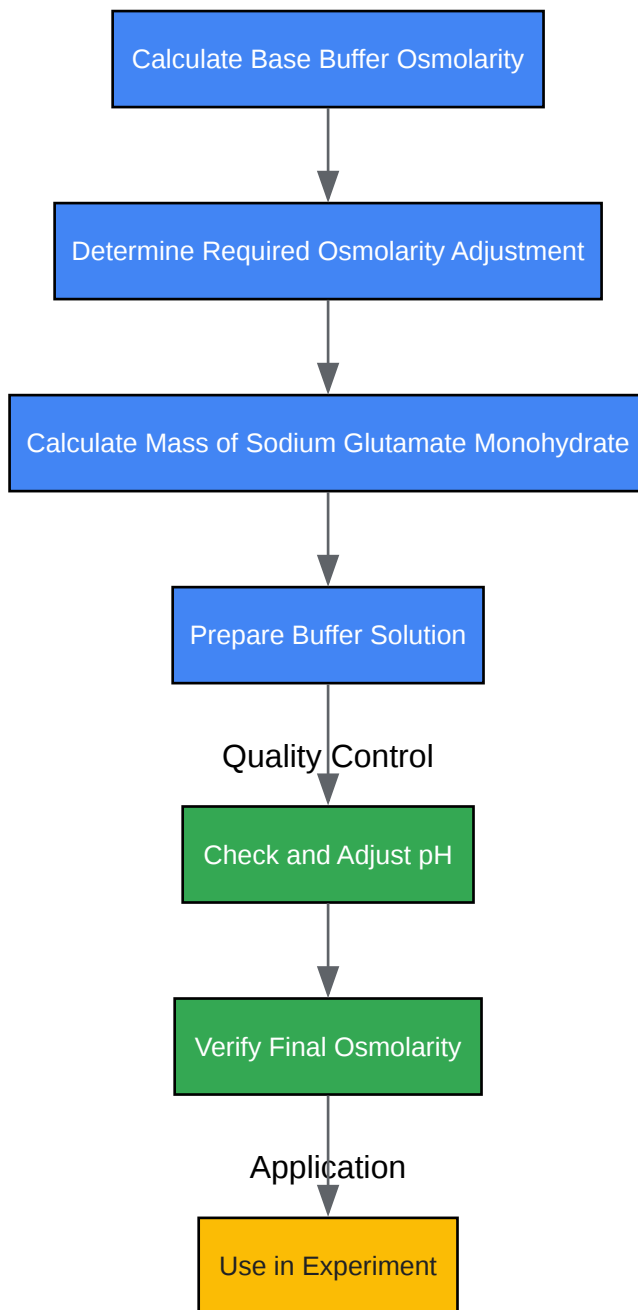 Calculate Base Buffer Osmolarity
Determine Required Osmolarity Adjustment
Calculate Mass of Sodium Glutamate Monohydrate
Prepare Buffer Solution
Quality Control
Check and Adjust pH
Verify Final Osmolarity
Application
Use in Experiment